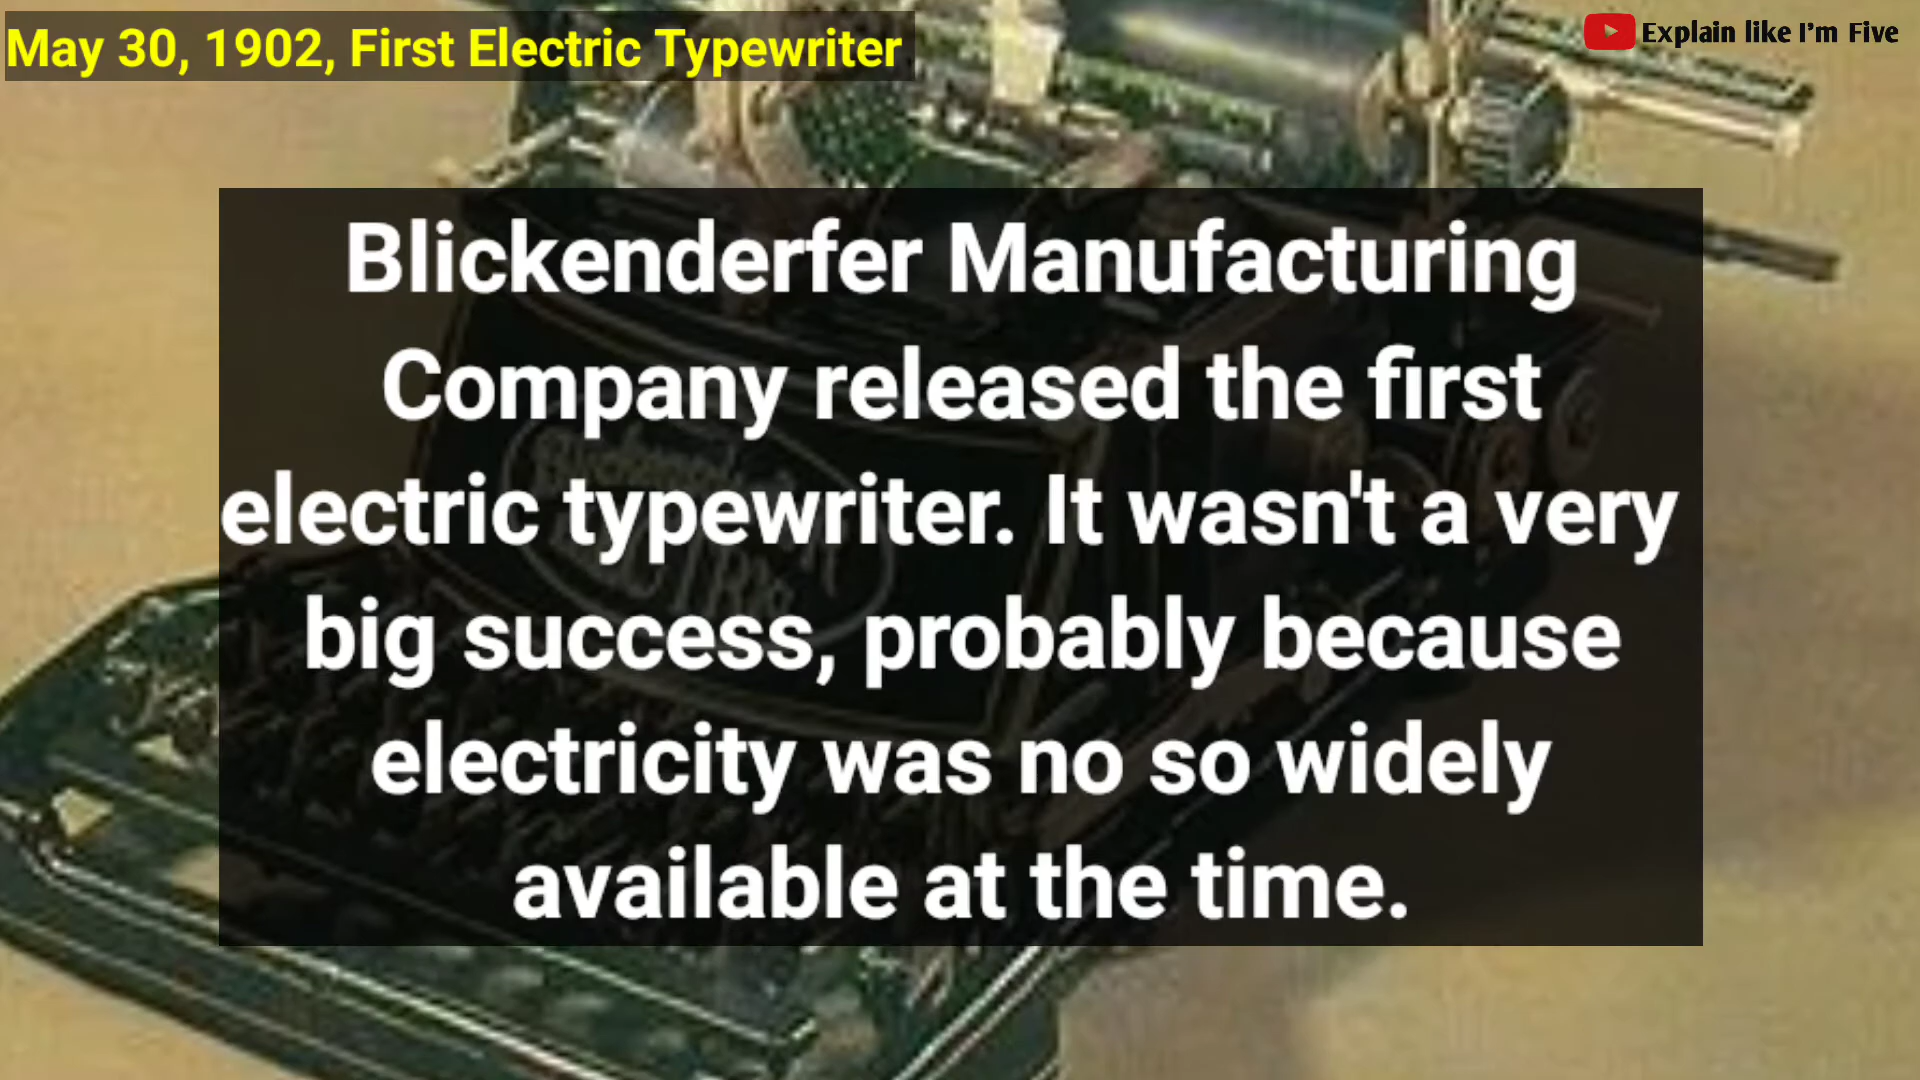 May 30, 1902, First Electric Typewriter
Explain like I'm Five
Blickenderfer Manufacturing
Company released the first
electric typewriter. It wasn't a very
big success, probably because
electricity was no so widely
available at the time.